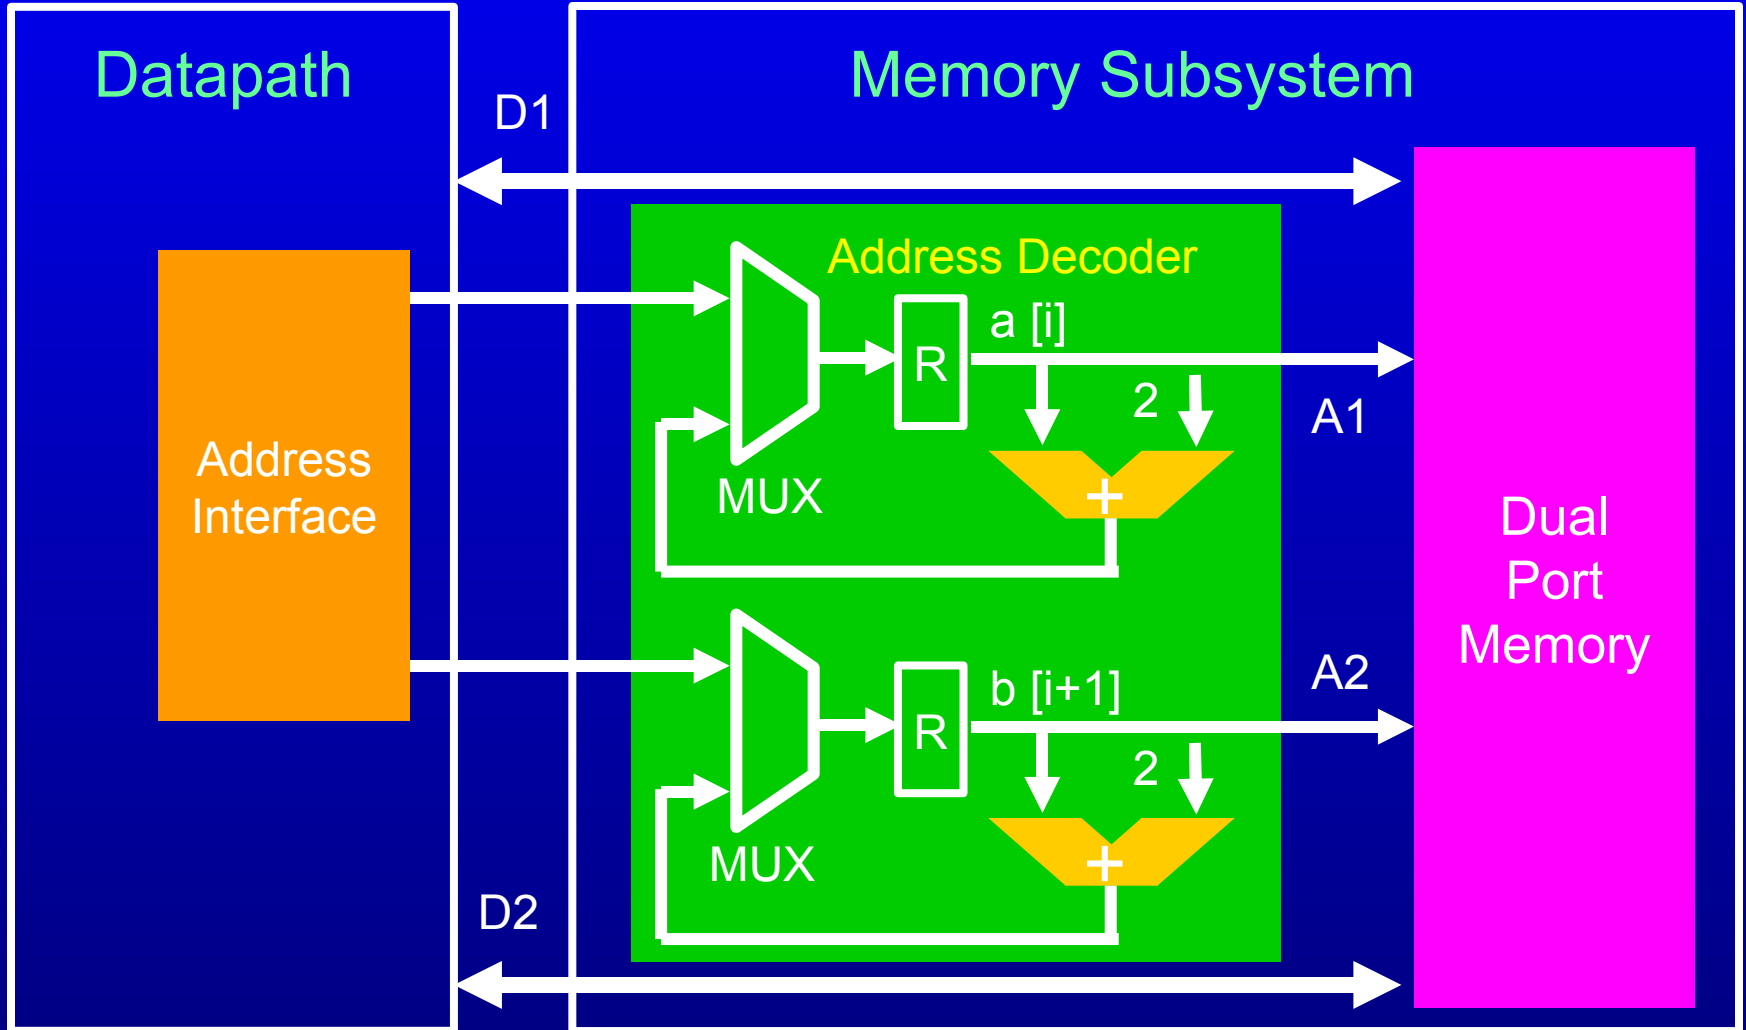 Datapath
Memory Subsystem
D1
Address Decoder
a [i]
R
2
A1
Address
Interface
MUX
+
Dual
Port
Memory
b [i+1]
A2
R
2
MUX
+
D2